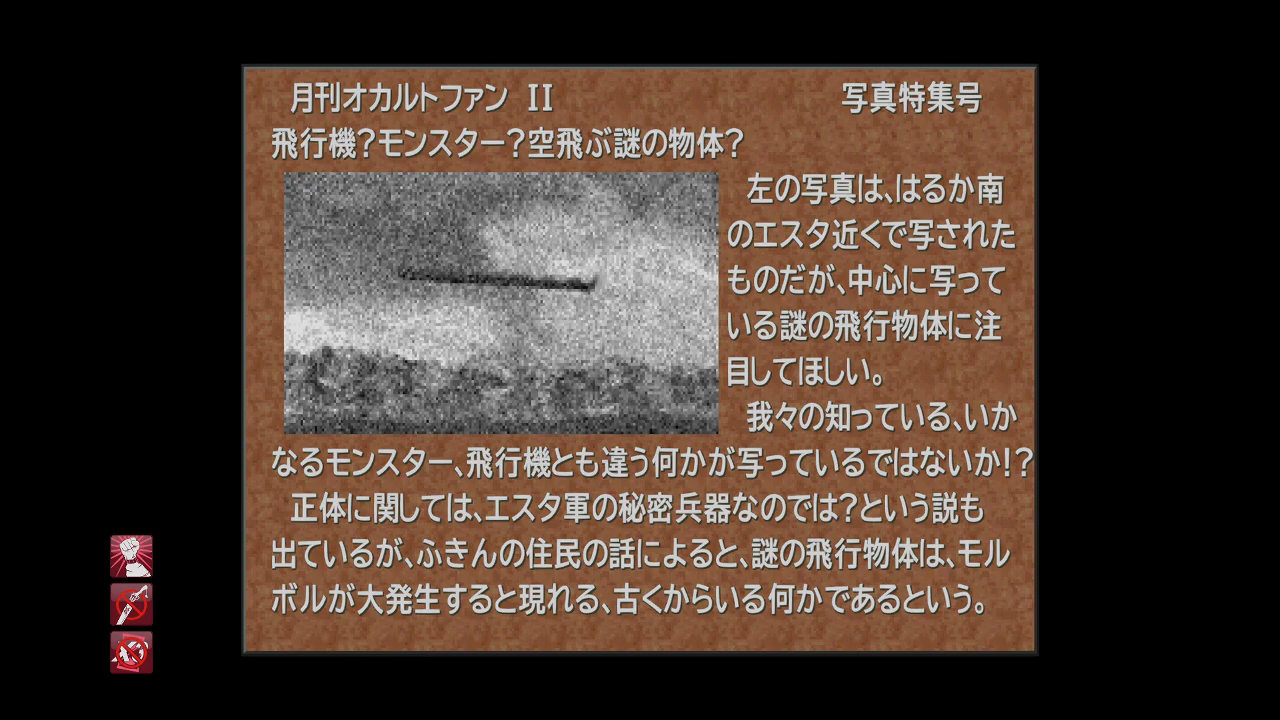 月刊オカルトファン II 写真特集号
飛行機?モンスター?空飛ぶ謎の物体?
左の写真は、はるか南
のエスタ近くで写された
ものだが、中心に写って
いる謎の飛行物体に注
目してほしい。
我々の知っている、いか
なるモンスター、飛行機とも違う何かが写っているではないか!?
正体に関しては、エスタ軍の秘密兵器なのでは?という説も
出ているが、ふきんの住民の話によると、謎の飛行物体は、モル
ボルが大発生すると現れる、古くからいる何かであるという。